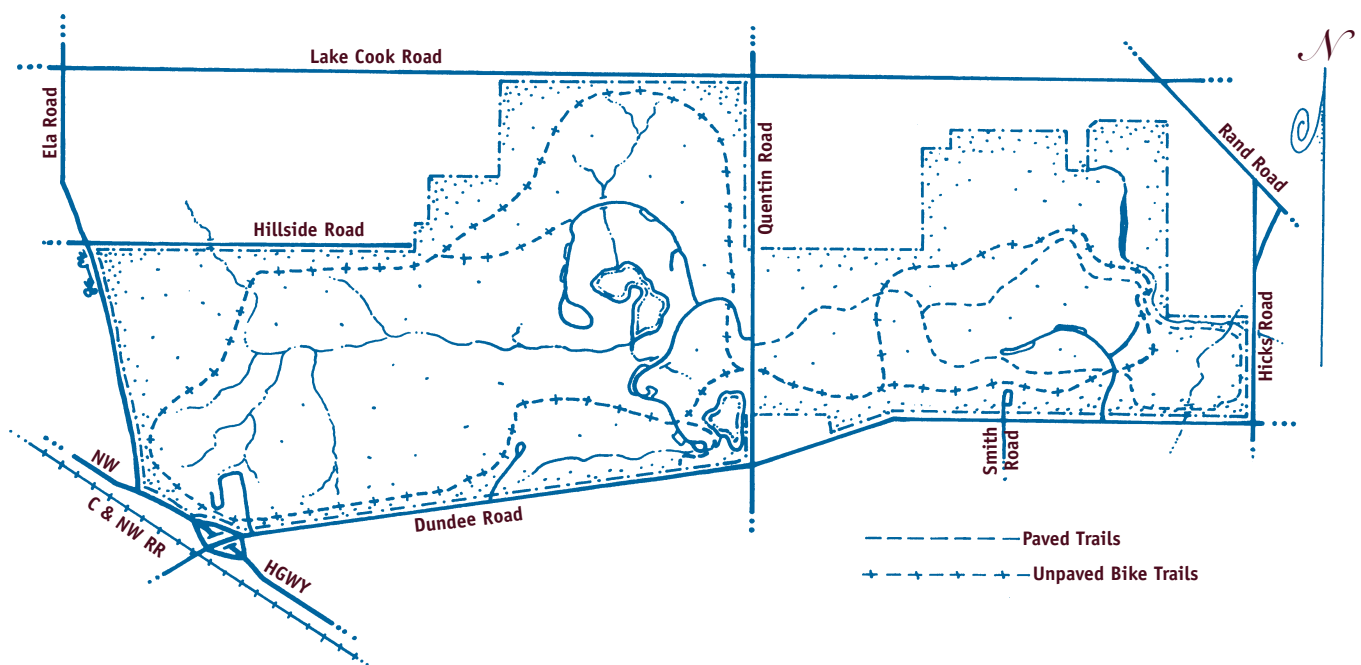 N
Lake Cook Road
Ela Road
Quentin Road
Rand Road
Hillside Road
Hicks Road
Smith
Road
NW
C & NW RR
HGWY
Dundee Road
Paved Trails
Unpaved Bike Trails